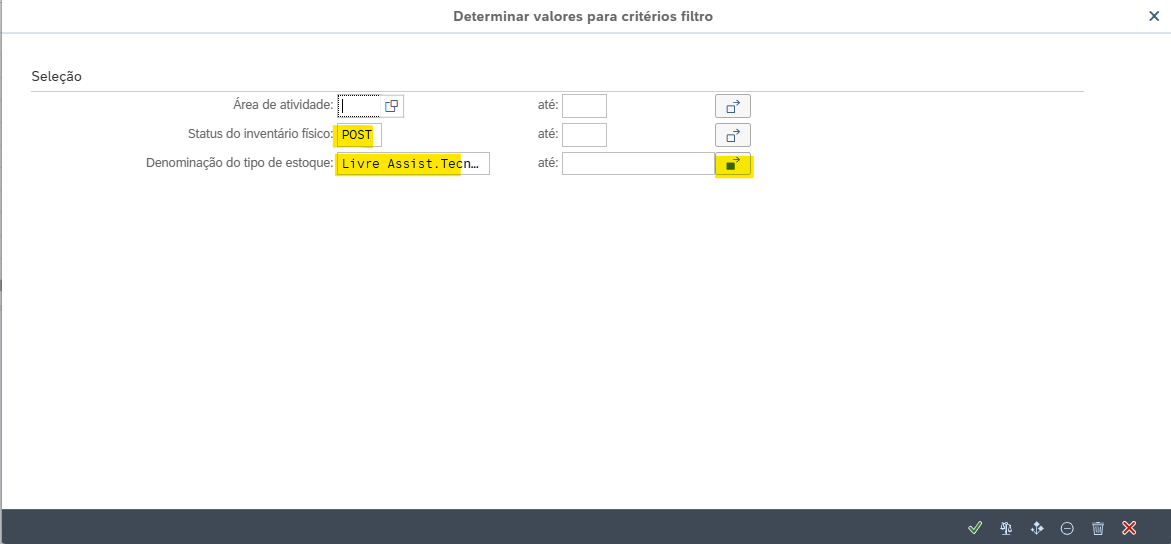 Determinar valores para critérios filtro
Seleção
Área de atividade: até:
Status do inventário físico: POST até:
Denominação do tipo de estoque: Livre Assist.Tecn… até: